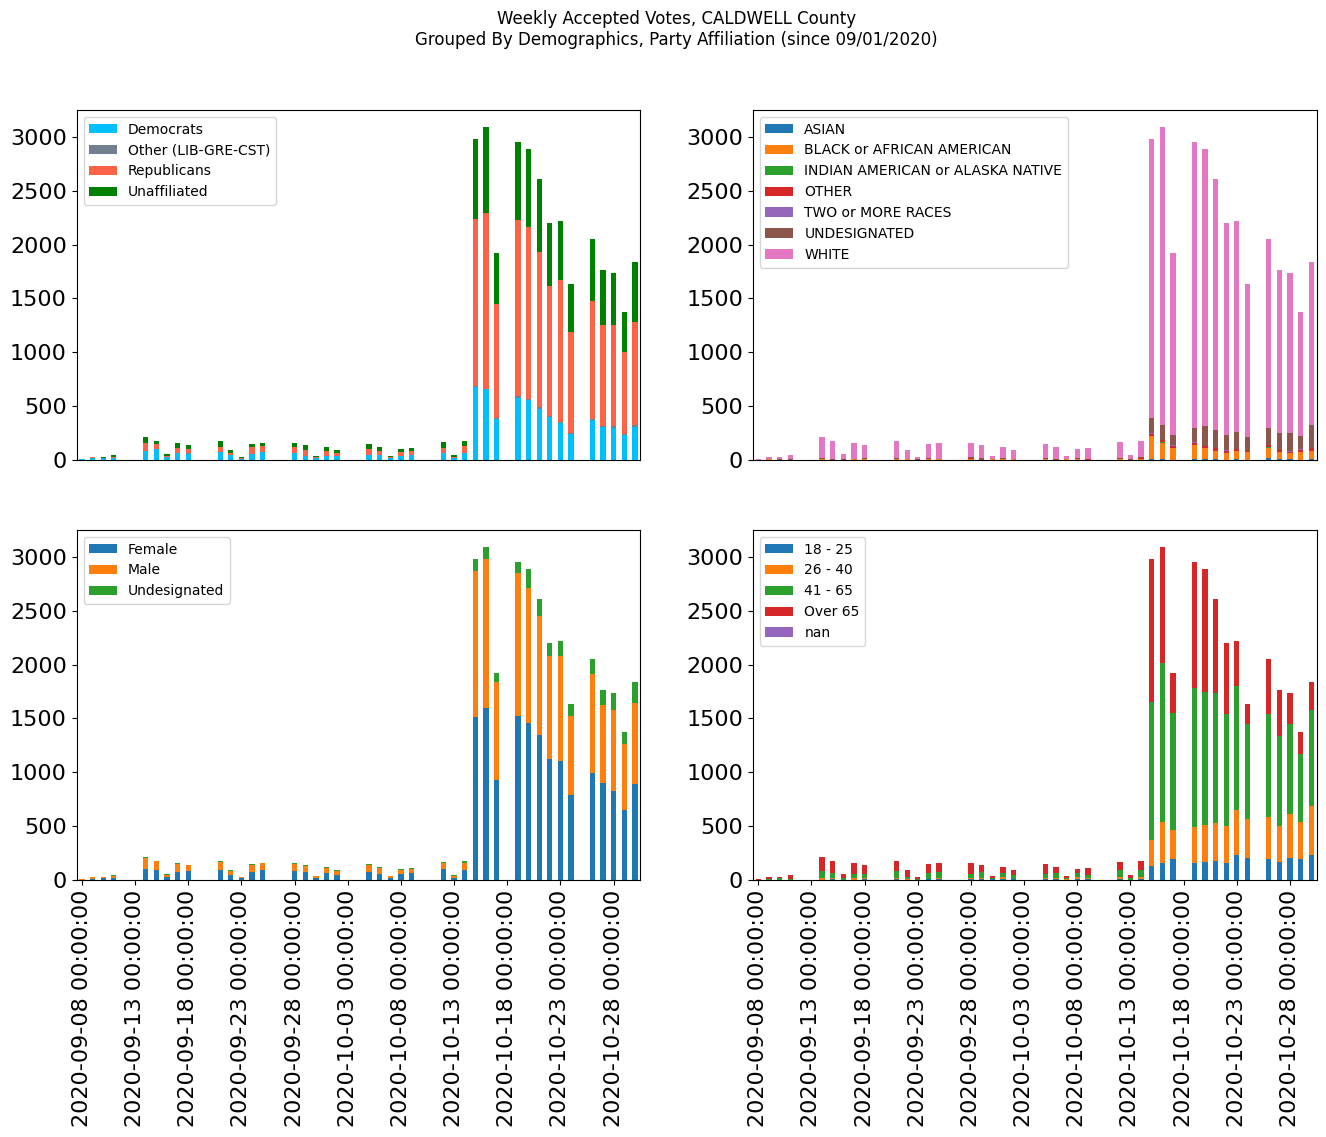 Weekly Accepted Votes, CALDWELL County
Grouped By Demographics, Party Affiliation (since 09/01/2020)
3000
2500
2000
1500
1000
500
0
Democrats
Other (LIB-GRE-CST)
Republicans
Unaffiliated
3000
2500
2000
1500
1000
500
0
ASIAN
BLACK or AFRICAN AMERICAN
INDIAN AMERICAN or ALASKA NATIVE
OTHER
TWO or MORE RACES
UNDESIGNATED
WHITE
3000
2500
2000
1500
1000
500
0
Female
Male
Undesignated
2020-09-08 00:00:00
2020-09-13 00:00:00
2020-09-18 00:00:00
2020-09-23 00:00:00
2020-09-28 00:00:00
2020-10-03 00:00:00
2020-10-08 00:00:00
2020-10-13 00:00:00
2020-10-18 00:00:00
2020-10-23 00:00:00
2020-10-28 00:00:00
3000
2500
2000
1500
1000
500
0
18 - 25
26 - 40
41 - 65
Over 65
nan
2020-09-08 00:00:00
2020-09-13 00:00:00
2020-09-18 00:00:00
2020-09-23 00:00:00
2020-09-28 00:00:00
2020-10-03 00:00:00
2020-10-08 00:00:00
2020-10-13 00:00:00
2020-10-18 00:00:00
2020-10-23 00:00:00
2020-10-28 00:00:00